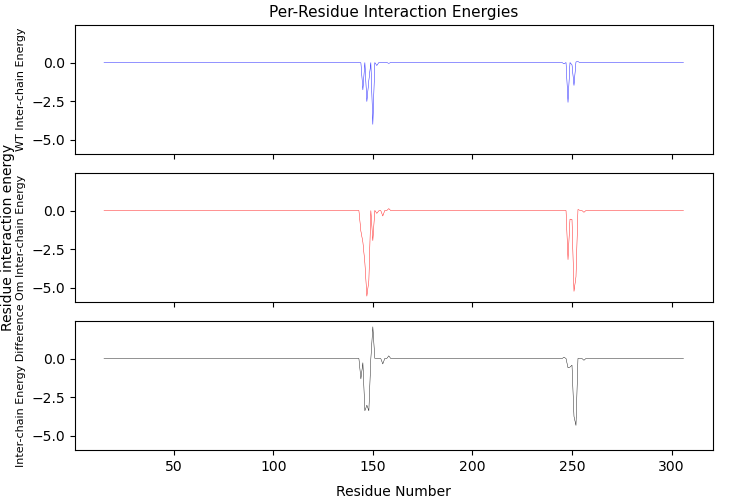 Per-Residue Interaction Energies
Residue interaction energy
WT Inter-chain Energy
0.0
−2.5
−5.0
Om Inter-chain Energy
0.0
−2.5
−5.0
Inter-chain Energy Difference
0.0
−2.5
−5.0
50 100 150 200 250 300
Residue Number